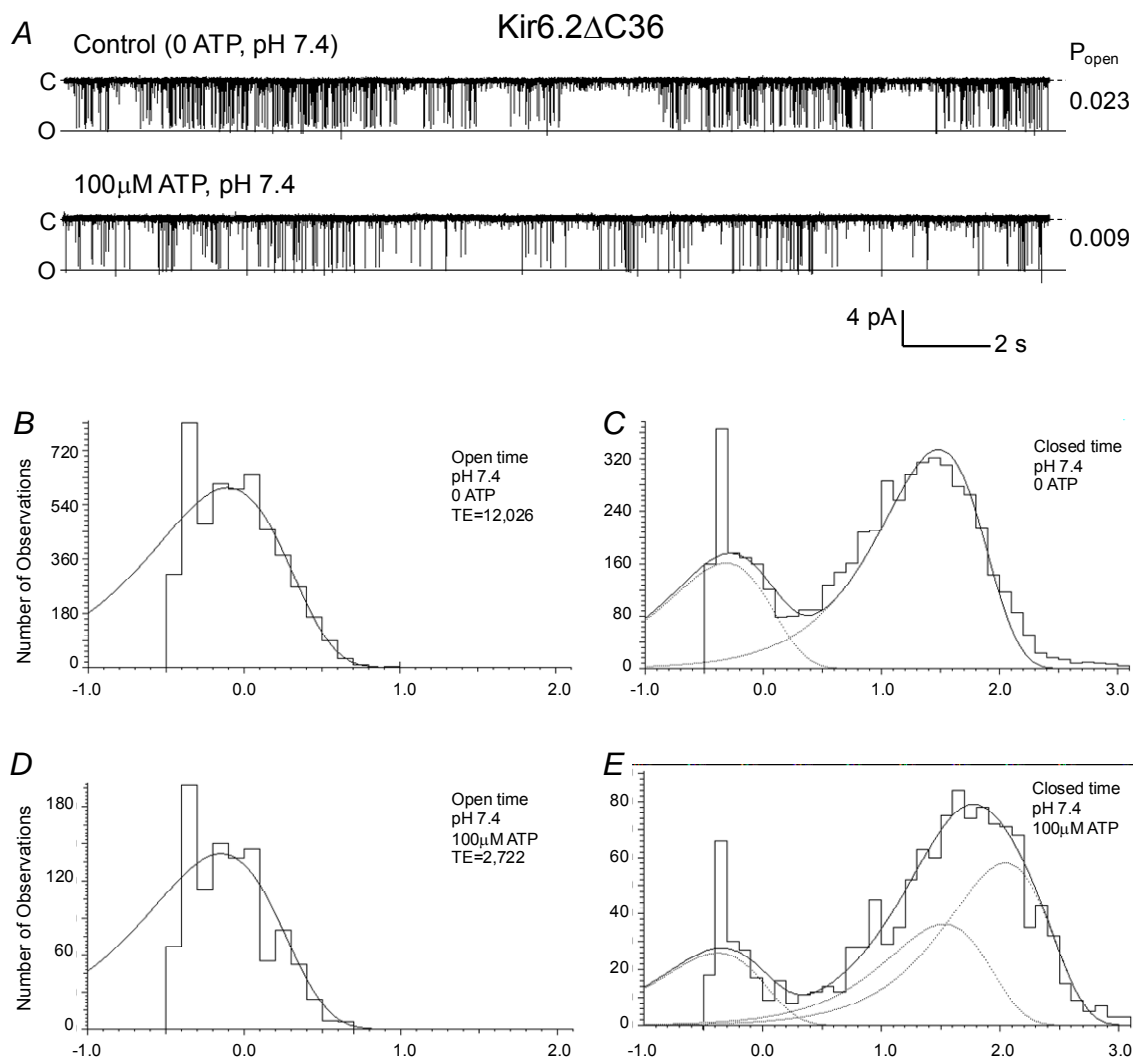 Kir6.2ΔC36
A
Control (0 ATP, pH 7.4)
P open
C
0.023
O
100µM ATP, pH 7.4
C
0.009
O
4 pA
2 s
B
Number of Observations
720
540
360
180
0
-1.0
0.0
1.0
2.0
Open time
pH 7.4
0 ATP
TE=12,026
C
320
240
160
80
0
-1.0
0.0
1.0
2.0
3.0
Closed time
pH 7.4
0 ATP
D
Number of Observations
180
120
60
0
-1.0
0.0
1.0
2.0
Open time
pH 7.4
100µM ATP
TE=2,722
E
80
60
40
20
0
-1.0
0.0
1.0
2.0
3.0
Closed time
pH 7.4
100µM ATP